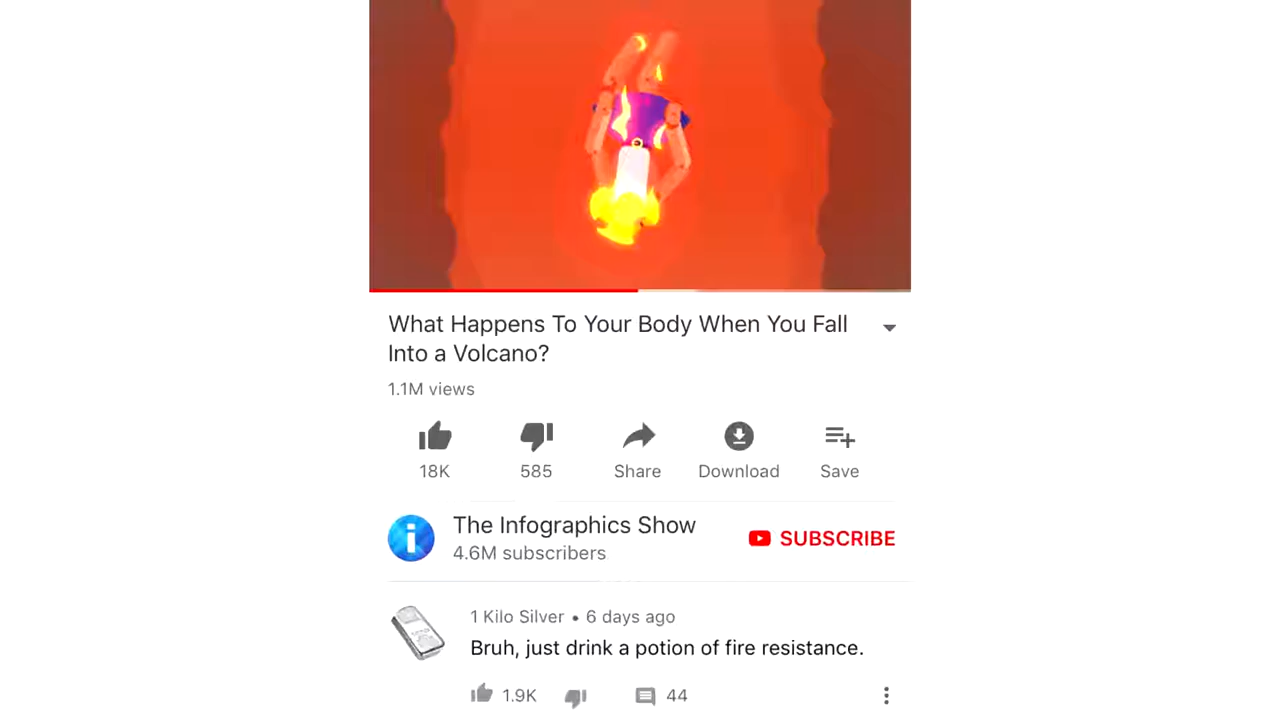 What Happens To Your Body When You Fall
Into a Volcano?
1.1M views
18K 585 Share Download Save
The Infographics Show
4.6M subscribers
SUBSCRIBE
1 Kilo Silver • 6 days ago
Bruh, just drink a potion of fire resistance.
1.9K 44